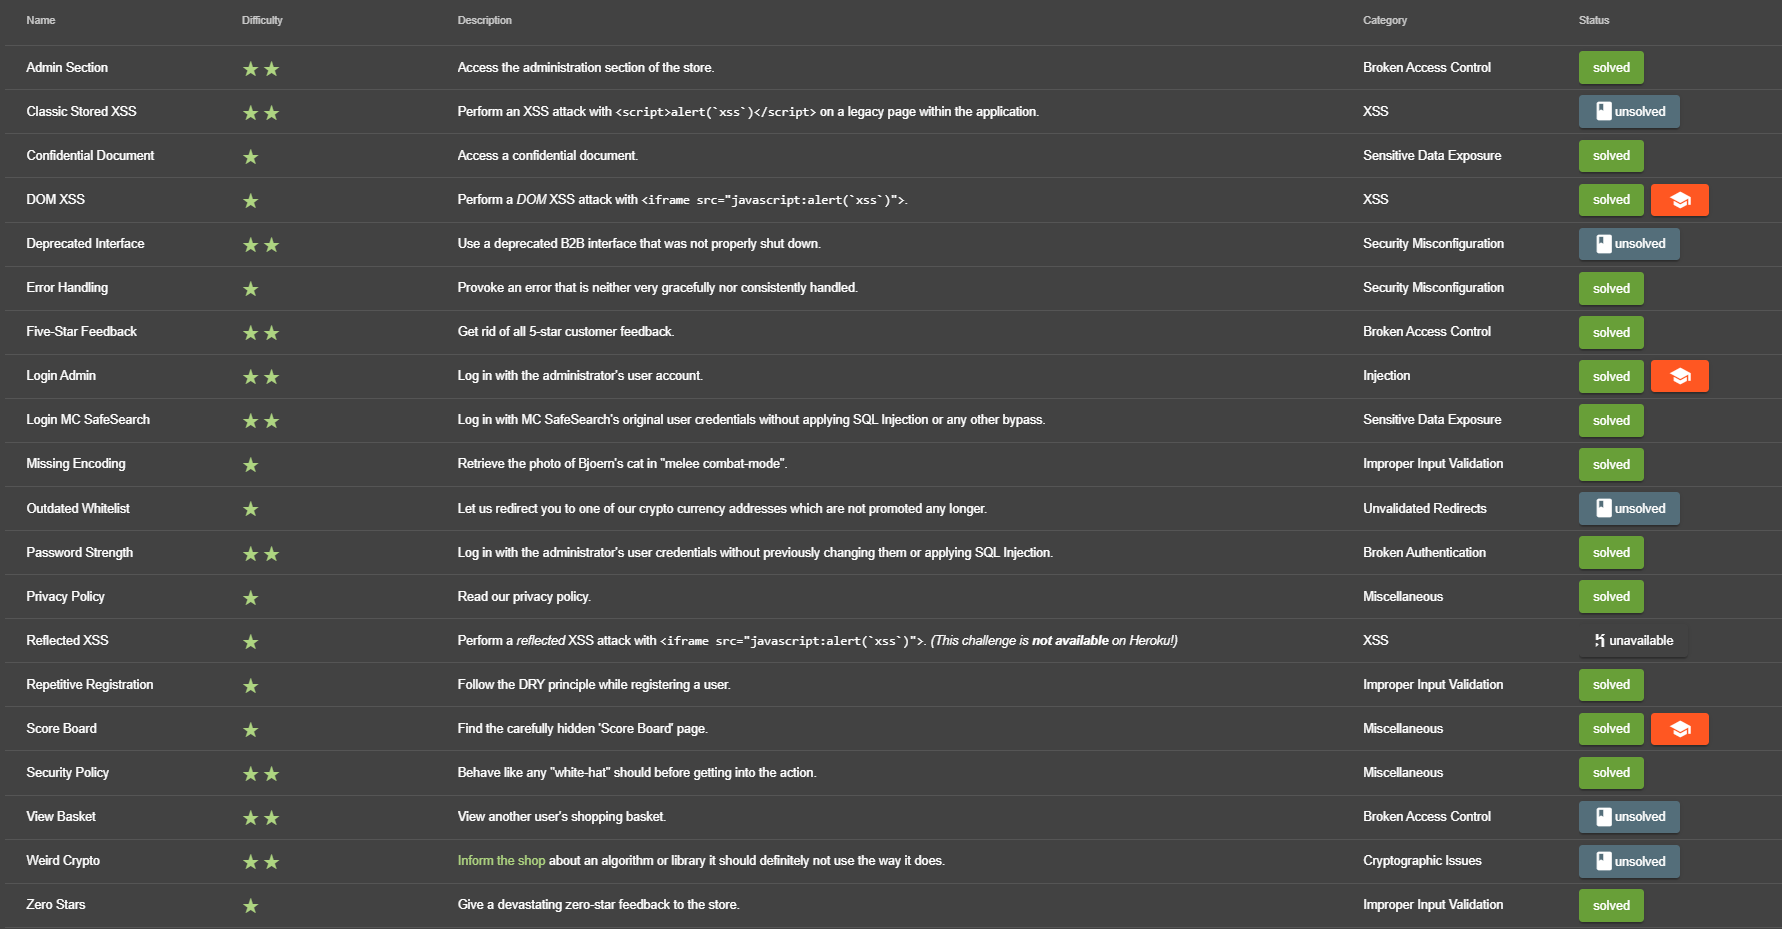 Name Difficulty Description Category Status
Admin Section Access the administration section of the store. Broken Access Control solved
Classic Stored XSS Perform an XSS attack with <script>alert(`xss`)</script> on a legacy page within the application. XSS unsolved
Confidential Document Access a confidential document. Sensitive Data Exposure solved
DOM XSS Perform a DOM XSS attack with <iframe src="javascript:alert(`xss`)">. XSS solved
Deprecated Interface Use a deprecated B2B interface that was not properly shut down. Security Misconfiguration unsolved
Error Handling Provoke an error that is neither very gracefully nor consistently handled. Security Misconfiguration solved
Five-Star Feedback Get rid of all 5-star customer feedback. Broken Access Control solved
Login Admin Log in with the administrator's user account. Injection solved
Login MC SafeSearch Log in with MC SafeSearch's original user credentials without applying SQL Injection or any other bypass. Sensitive Data Exposure solved
Missing Encoding Retrieve the photo of Bjoern's cat in "melee combat-mode". Improper Input Validation solved
Outdated Whitelist Let us redirect you to one of our crypto currency addresses which are not promoted any longer. Unvalidated Redirects unsolved
Password Strength Log in with the administrator's user credentials without previously changing them or applying SQL Injection. Broken Authentication solved
Privacy Policy Read our privacy policy. Miscellaneous solved
Reflected XSS Perform a reflected XSS attack with <iframe src="javascript:alert(`xss`)">. (This challenge is not available on Heroku!) XSS unavailable
Repetitive Registration Follow the DRY principle while registering a user. Improper Input Validation solved
Score Board Find the carefully hidden 'Score Board' page. Miscellaneous solved
Security Policy Behave like any "white-hat" should before getting into the action. Miscellaneous solved
View Basket View another user's shopping basket. Broken Access Control unsolved
Weird Crypto Inform the shop about an algorithm or library it should definitely not use the way it does. Cryptographic Issues unsolved
Zero Stars Give a devastating zero-star feedback to the store. Improper Input Validation solved